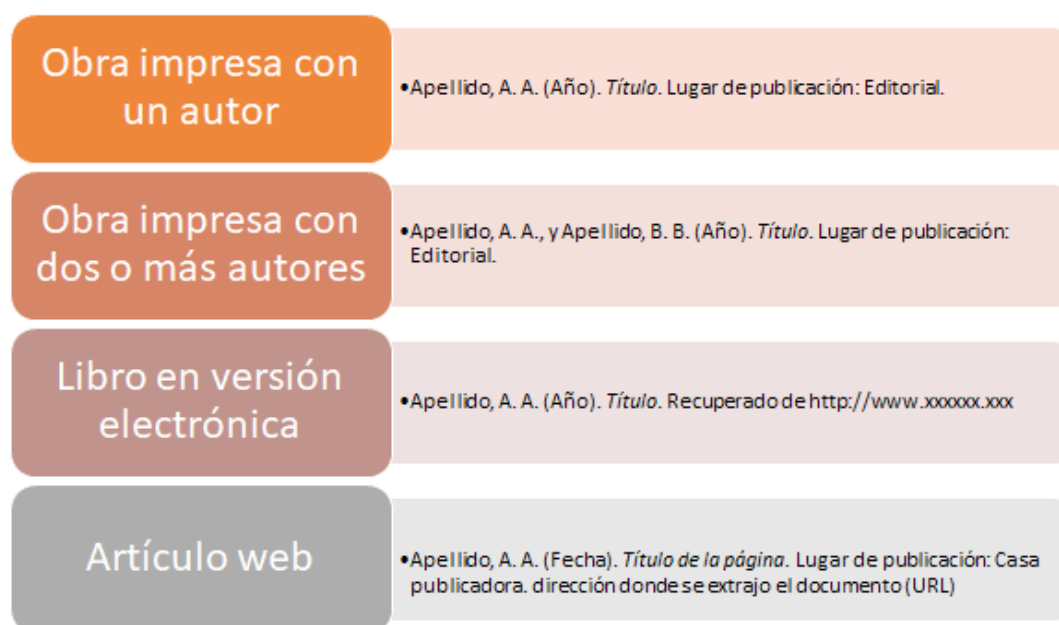 Obra impresa con
un autor
•Apellido, A. A. (Año). Título. Lugar de publicación: Editorial.
Obra impresa con
dos o más autores
•Apellido, A. A., y Apellido, B. B. (Año). Título. Lugar de publicación:
Editorial.
Libro en versión
electrónica
•Apellido, A. A. (Año). Título. Recuperado de http://www.xxxxxx.xxx
Artículo web
•Apellido, A. A. (Fecha). Título de la página. Lugar de publicación: Casa
publicadora. dirección donde se extrajo el documento (URL)